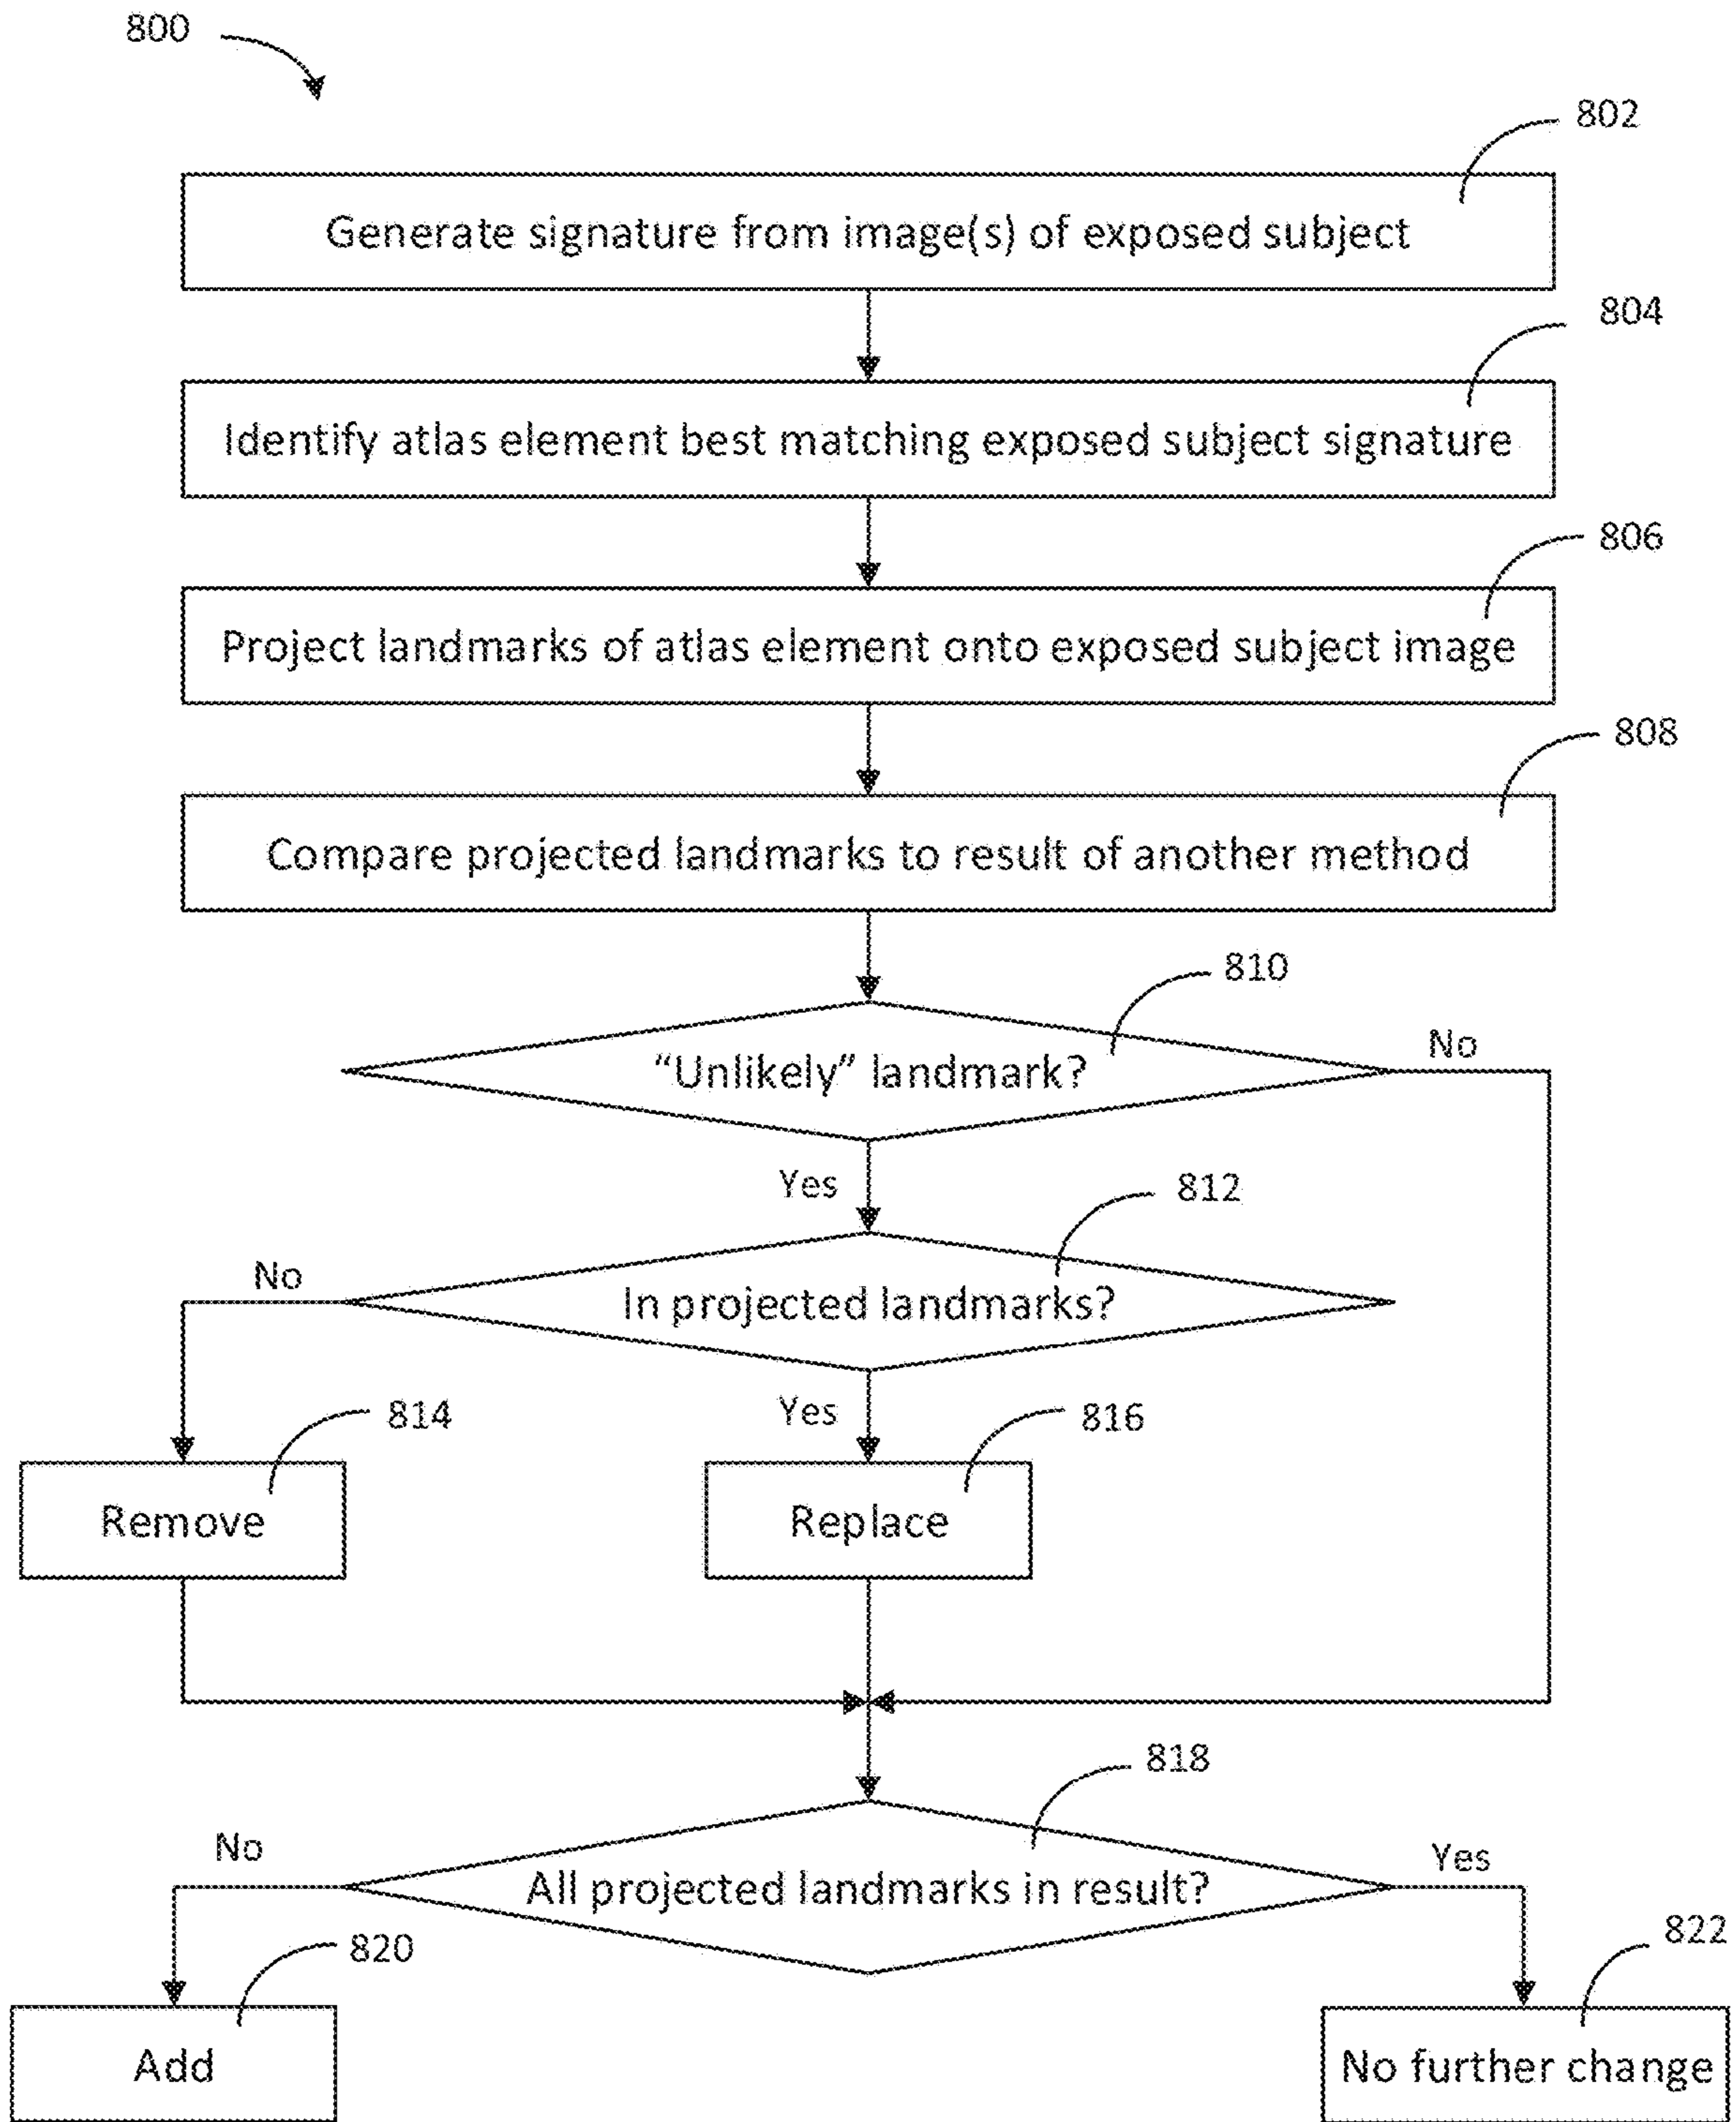 800
802
Generate signature from image(s) of exposed subject
804
Identify atlas element best matching exposed subject signature
806
Project landmarks of atlas element onto exposed subject image
808
Compare projected landmarks to result of another method
810
No
“Unlikely” landmark?
Yes
812
No
In projected landmarks?
814
Yes
816
Remove
Replace
818
No
Yes
All projected landmarks in result?
820
822
Add
No further change